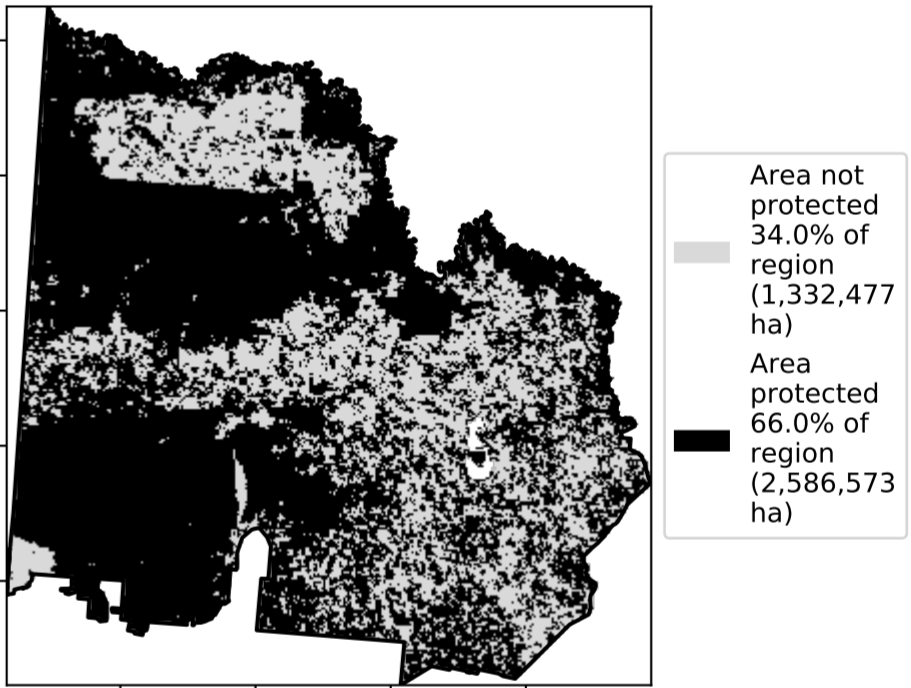 Area not
protected
34.0% of
region
(1,332,477
ha)
Area
protected
66.0% of
region
(2,586,573
ha)